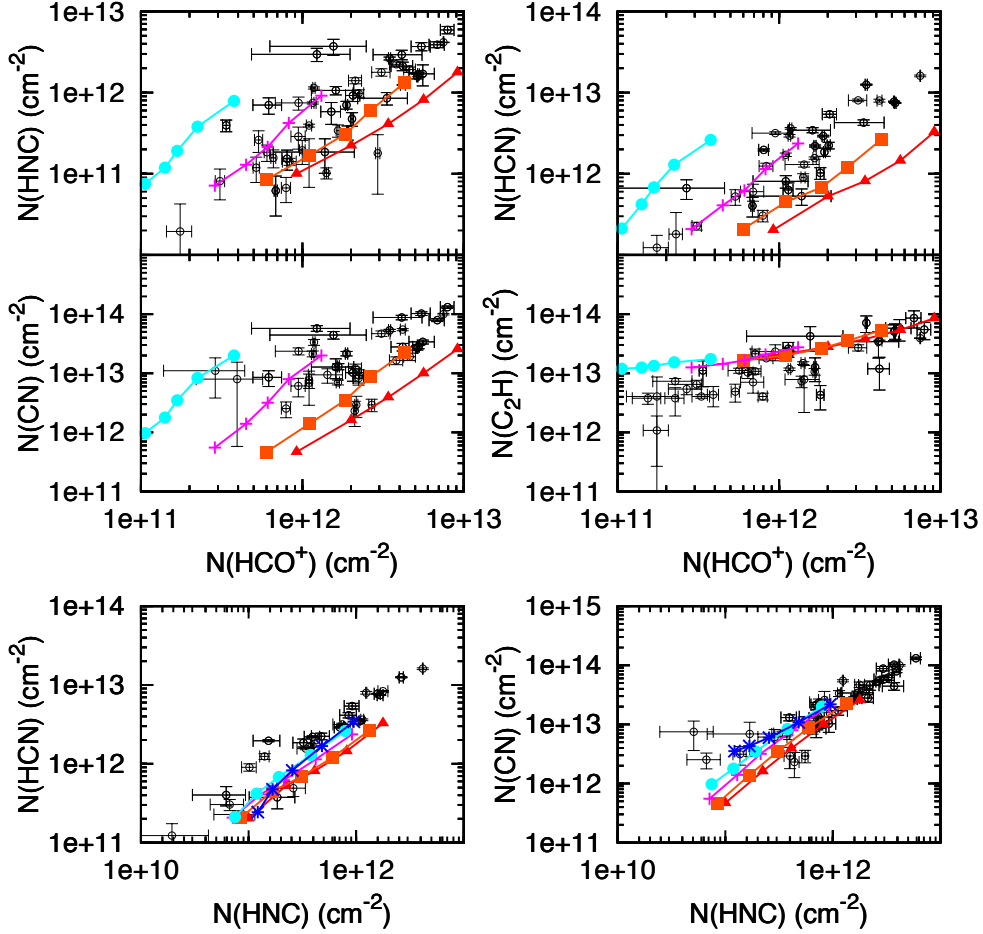 1e+13
1e+12
1e+11
N(HNC) (cm-2)
1e+14
1e+12
N(HCN) (cm-2)
1e+14
1e+13
1e+12
1e+11
N(CN) (cm-2)
1e+11 1e+12 1e+13
N(HCO+) (cm-2)
1e+14
1e+13
1e+12
1e+11
N(C2H) (cm-2)
1e+11 1e+12 1e+13
N(HCO+) (cm-2)
1e+14
1e+13
1e+12
1e+11
N(HCN) (cm-2)
1e+10 1e+12
N(HNC) (cm-2)
1e+15
1e+14
1e+13
1e+12
1e+11
N(CN) (cm-2)
1e+10 1e+12
N(HNC) (cm-2)